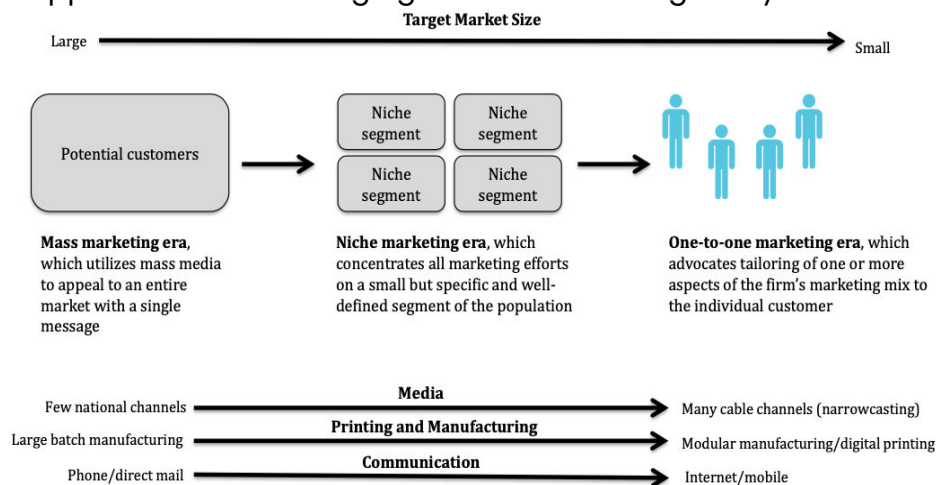 Target Market Size
Large
Small
Potential customers
Niche
segment
Niche
segment
Niche
segment
Niche
segment
Mass marketing era,
which utilizes mass media
to appeal to an entire
market with a single
message
Niche marketing era, which
concentrates all marketing efforts
on a small but specific and well-
defined segment of the population
One-to-one marketing era, which
advocates tailoring of one or more
aspects of the firm's marketing mix to
the individual customer
Media
Few national channels
Many cable channels (narrowcasting)
Printing and Manufacturing
Large batch manufacturing
Modular manufacturing/digital printing
Communication
Phone/direct mail
Internet/mobile